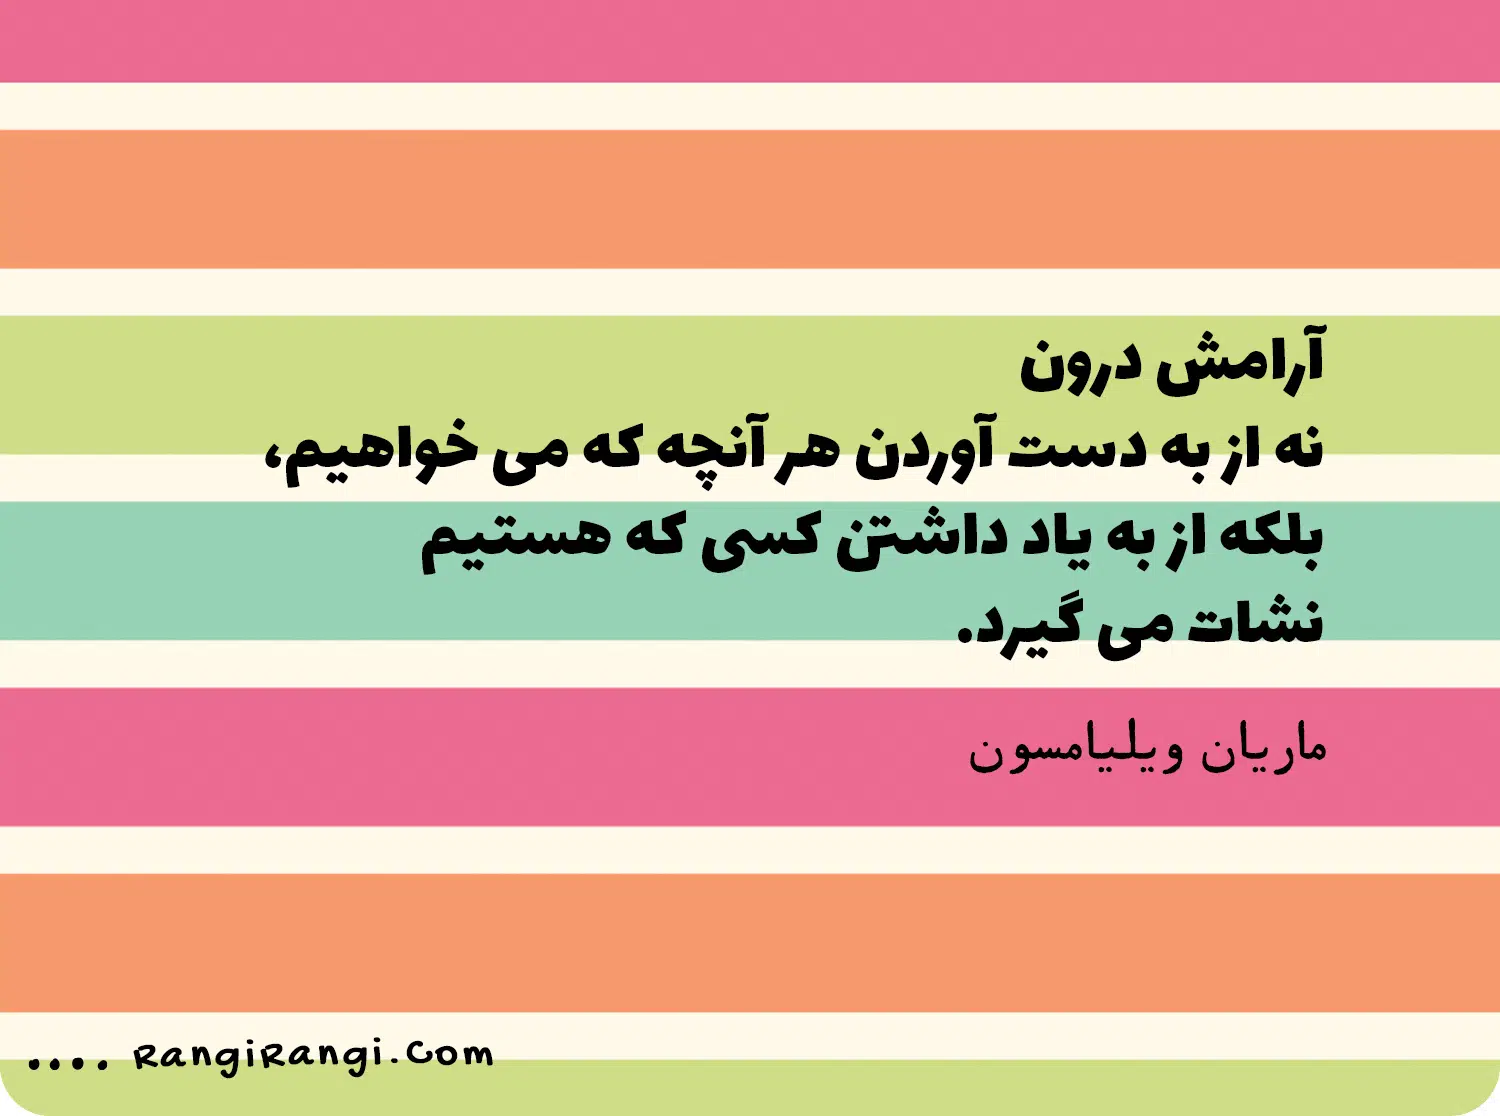 آرامش درون
نه از به دست آوردن هر آنچه که می خواهیم،
بلکه از به یاد داشتن کسی که هستیم
نشات می گیرد.
ماریان ویلیامسون
.... RangiRangi.Com